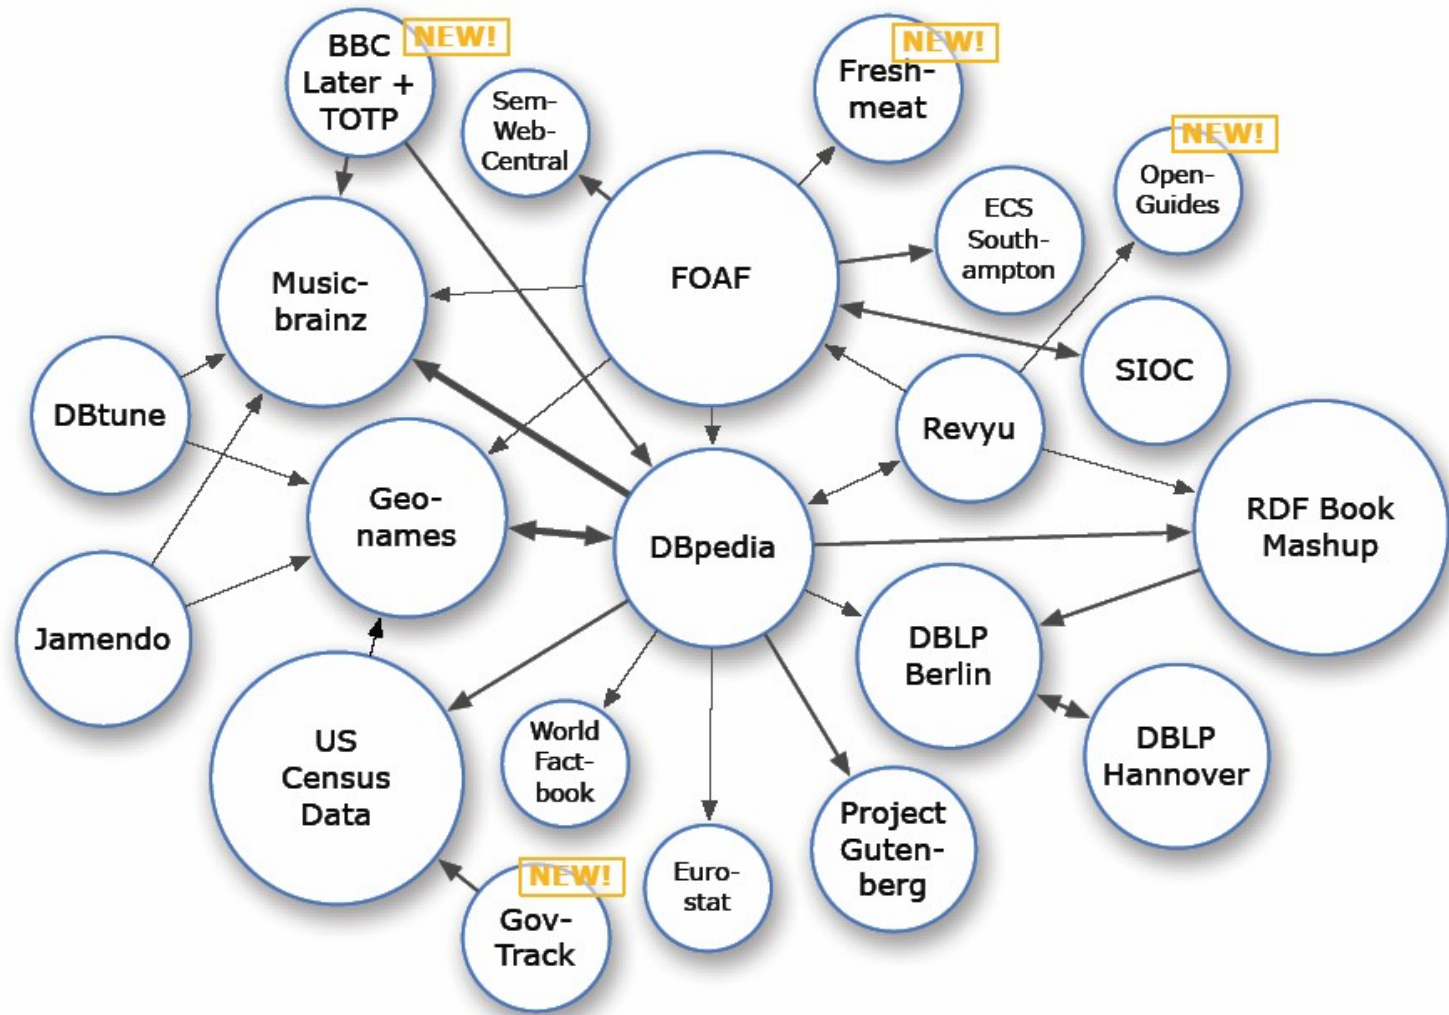 BBC
Later +
TOTP
NEW!
Sem-
Web-
Central
NEW!
Fresh-
meat
NEW!
Open-
Guides
ECS
South-
ampton
FOAF
Music-
brainz
SIOC
DBtune
Revyu
Geo-
names
DBpedia
RDF Book
Mashup
Jamendo
DBLP
Berlin
US
Census
Data
World
Fact-
book
DBLP
Hannover
Project
Guten-
berg
Euro-
stat
NEW!
Gov-
Track